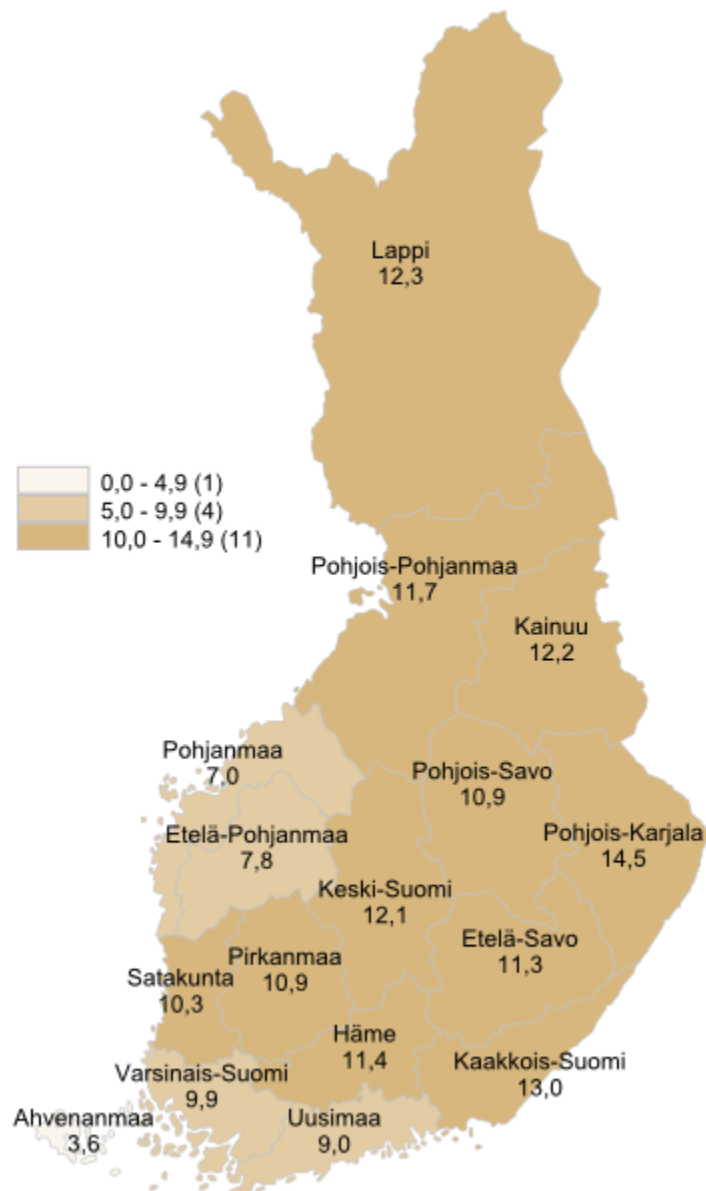 Lappi
12,3
0,0 - 4,9 (1)
5,0 - 9,9 (4)
10,0 - 14,9 (11)
Pohjois-Pohjanmaa
11,7
Kainuu
12,2
Pohjanmaa
7,0
Pohjois-Savo
10,9
Etelä-Pohjanmaa
7,8
Pohjois-Karjala
14,5
Keski-Suomi
12,1
Etelä-Savo
11,3
Pirkanmaa
10,9
Satakunta
10,3
Häme
11,4
Kaakkois-Suomi
13,0
Varsinais-Suomi
9,9
Ahvenanmaa
3,6
Uusimaa
9,0